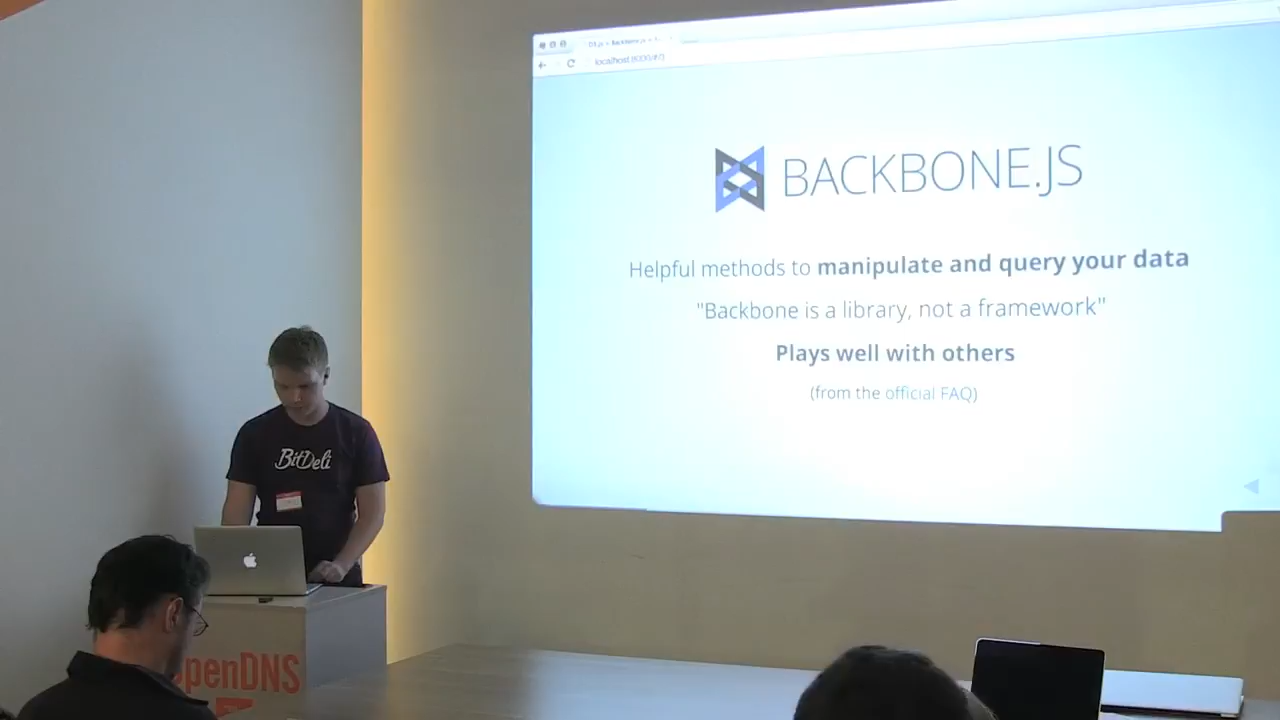 BACKBONE.JS
Helpful methods to manipulate and query your data
"Backbone is a library, not a framework"
Plays well with others
(from the official FAQ)
BitDeli
penDNS